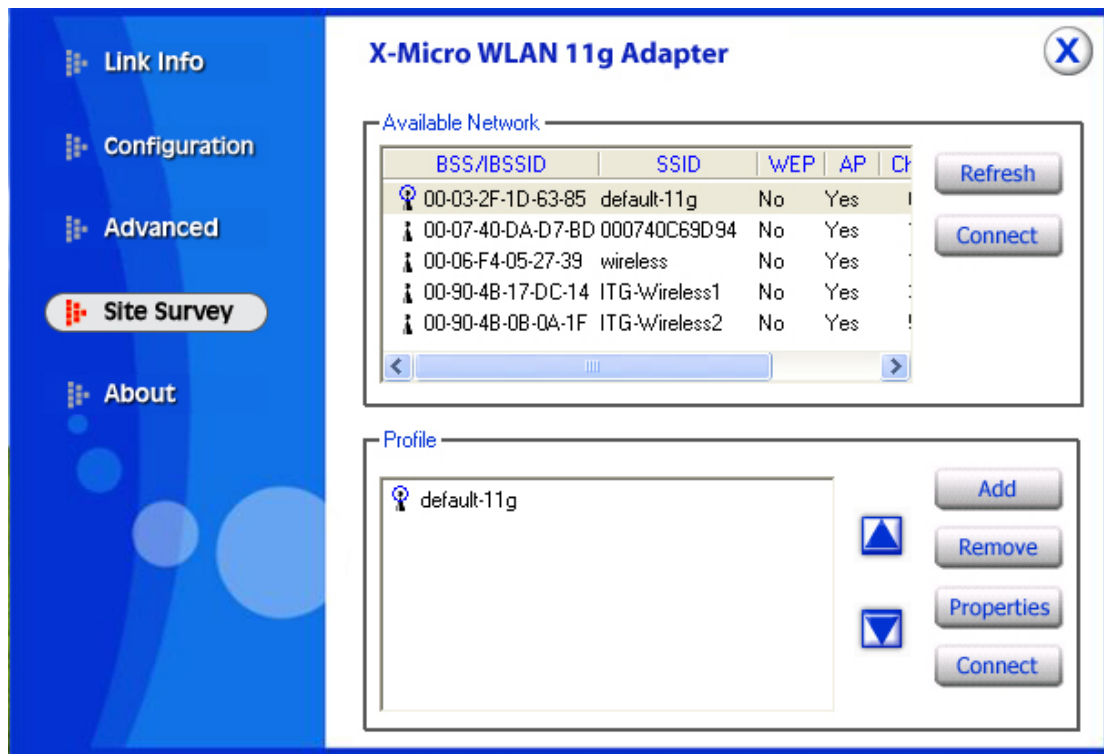 Link Info
Configuration
Advanced
Site Survey
About
X-Micro WLAN 11g Adapter
X
Available Network
BSS/IBSSID SSID WEP AP
00-03-2F-1D-63-85 default-11g No Yes
00-07-40-DA-D7-BD 000740C69D94 No Yes
00-06-F4-05-27-39 wireless No Yes
00-90-4B-17-DC-14 ITG-Wireless1 No Yes
00-90-4B-0B-0A-1F ITG-Wireless2 No Yes
Refresh
Connect
Profile
default-11g
Add
Remove
Properties
Connect